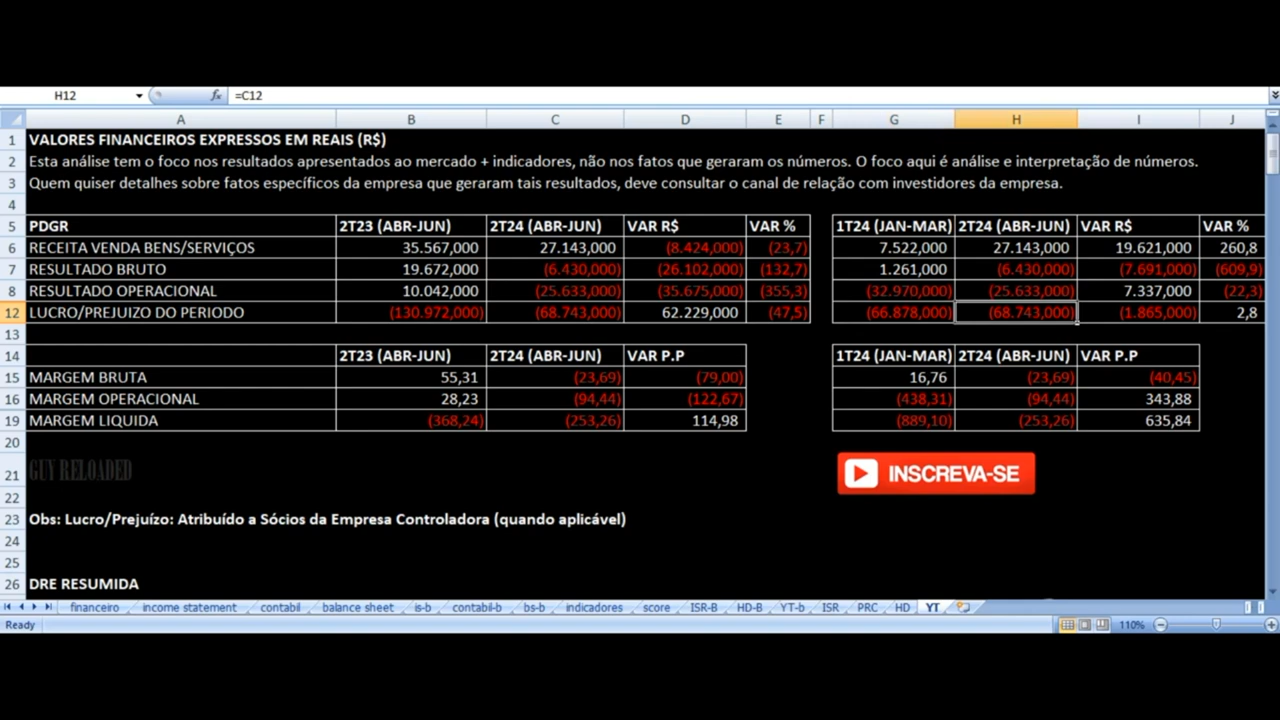 H12 fx =C12
A B C D E F G H I J
1 VALORES FINANCEIROS EXPRESSOS EM REAIS (R$)
2 Esta análise tem o foco nos resultados apresentados ao mercado + indicadores, não nos fatos que geraram os números. O foco aqui é análise e interpretação de números.
3 Quem quiser detalhes sobre fatos específicos da empresa que geraram tais resultados, deve consultar o canal de relação com investidores da empresa.
4
5 PDGR 2T23 (ABR-JUN) 2T24 (ABR-JUN) VAR R$ VAR % 1T24 (JAN-MAR) 2T24 (ABR-JUN) VAR R$ VAR %
6 RECEITA VENDA BENS/SERVIÇOS 35.567,000 27.143,000 (8.424,000) (23,7) 7.522,000 27.143,000 19.621,000 260,8
7 RESULTADO BRUTO 19.672,000 (6.430,000) (26.102,000) (132,7) 1.261,000 (6.430,000) (7.691,000) (609,9)
8 RESULTADO OPERACIONAL 10.042,000 (25.633,000) (35.675,000) (355,3) (32.970,000) (25.633,000) 7.337,000 (22,3)
12 LUCRO/PREJUIZO DO PERIODO (130.972,000) (68.743,000) 62.229,000 (47,5) (66.878,000) (68.743,000) (1.865,000) 2,8
13
14 2T23 (ABR-JUN) 2T24 (ABR-JUN) VAR P.P 1T24 (JAN-MAR) 2T24 (ABR-JUN) VAR P.P
15 MARGEM BRUTA 55,31 (23,69) (79,00) 16,76 (23,69) (40,45)
16 MARGEM OPERACIONAL 28,23 (94,44) (122,67) (438,31) (94,44) 343,88
19 MARGEM LIQUIDA (368,24) (253,26) 114,98 (889,10) (253,26) 635,84
20
21 GUY RELOADED INSCREVA-SE
22
23 Obs: Lucro/Prejuízo: Atribuído a Sócios da Empresa Controladora (quando aplicável)
24
25
26 DRE RESUMIDA
financeiro income statement contabil balance sheet is-b contabil-b bs-b indicadores score ISR-B HD-B YT-b ISR PRC HD YT
Ready 110%